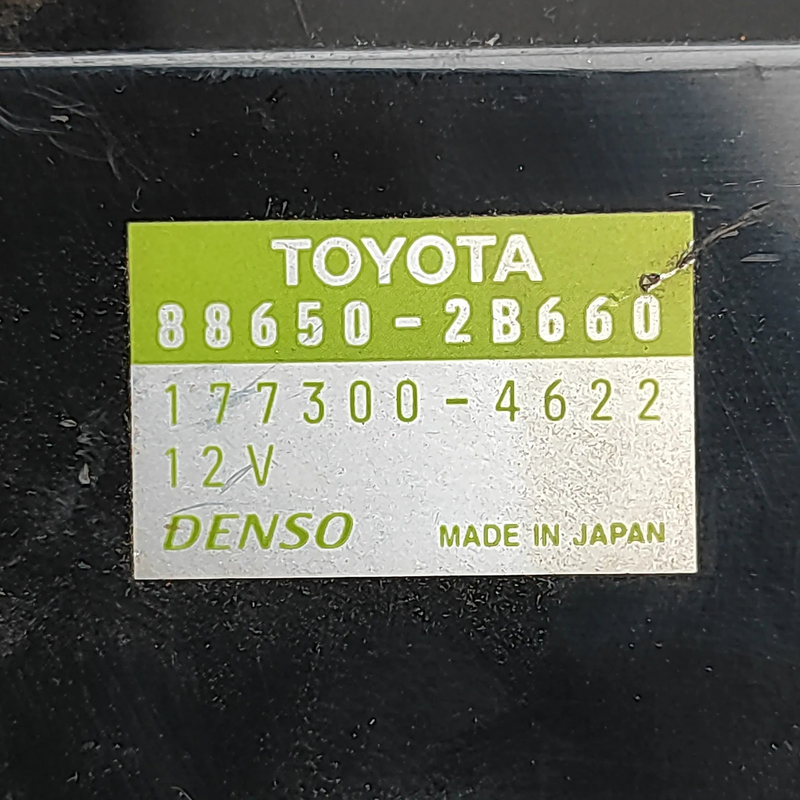 TOYOTA
88650-2B660
177300-4622
12V
DENSO
MADE IN JAPAN